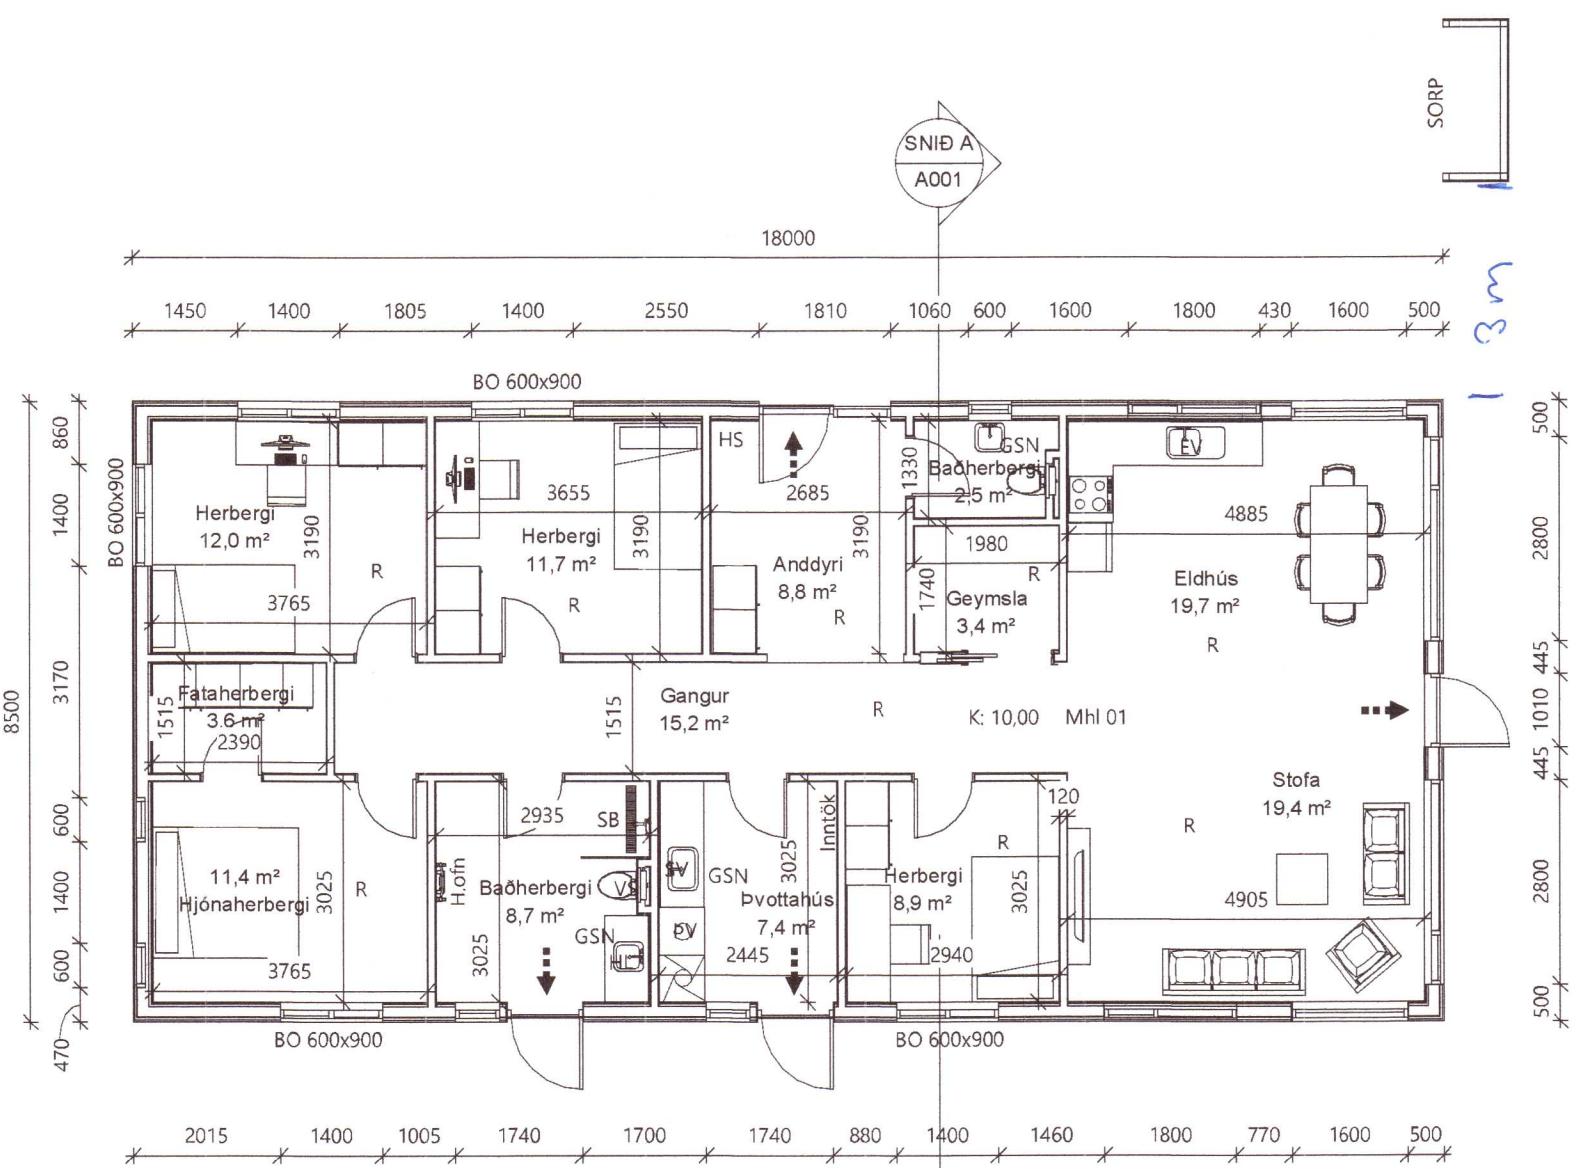 SORP
SNIÐ A
A001
18000
1450 1400 1805 1400 2550 1810 1060 600 1600 1800 430 1600 500
3 m
BO 600x900
8500
860
1400
3170
600
1400
600
470
BO 600x900
500
2800
445
1010
445
2800
500
Herbergi
12,0 m²
3190
R
3765
3655
Herbergi
11,7 m²
3190
R
HS
2685
Anddyri
8,8 m²
3190
R
1330
GSN
Baðherbergi
2,5 m²
1980
1740
R
Geymsla
3,4 m²
EV
4885
Eldhús
19,7 m²
R
Fataherbergi
3.6 m²
1515
2390
1515
Gangur
15,2 m²
R
K: 10,00 Mhl 01
Stofa
19,4 m²
R
4905
11,4 m²
Hjónaherbergi
3025
R
3765
2935
SB
H.ofn
Baðherbergi
8,7 m²
V
GSN
3025
GSN
Þvottahús
7,4 m²
ÞV
3025
Inntök
2445
120
R
Herbergi
8,9 m²
3025
2940
BO 600x900
BO 600x900
2015 1400 1005 1740 1700 1740 880 1400 1460 1800 770 1600 500